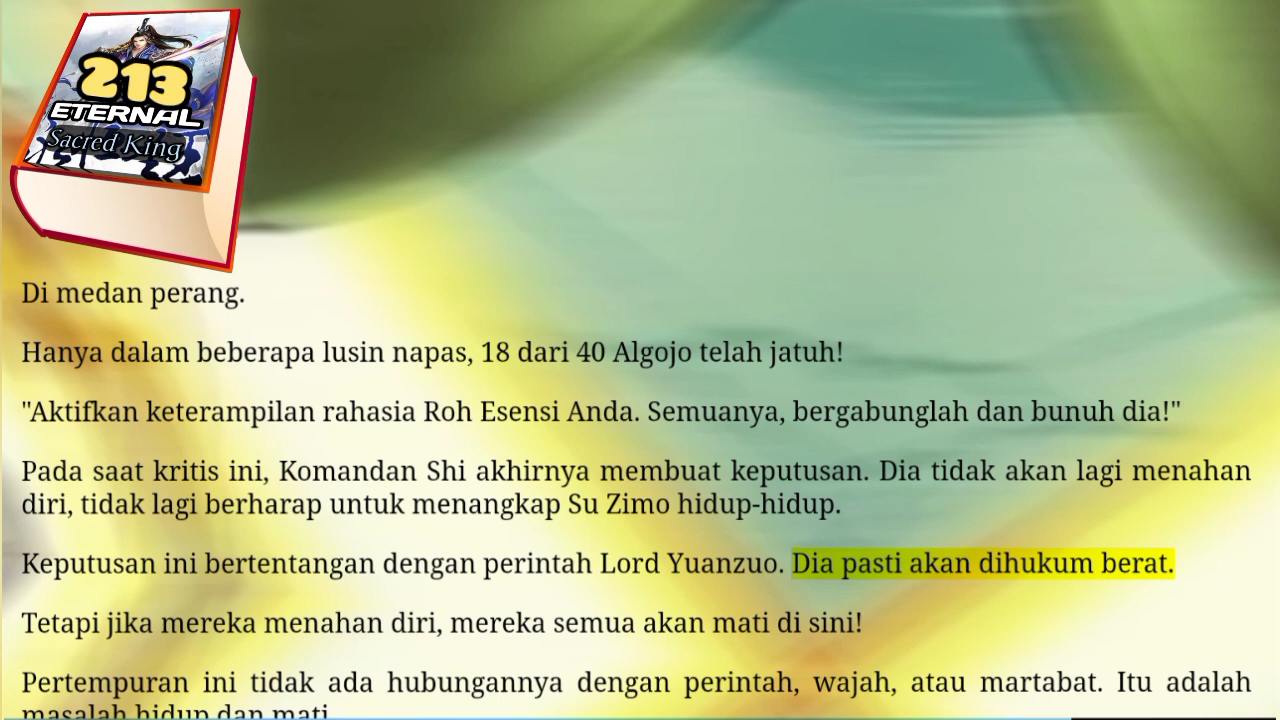 213
ETERNAL
Sacred King
Di medan perang.
Hanya dalam beberapa lusin napas, 18 dari 40 Algojo telah jatuh!
"Aktifkan keterampilan rahasia Roh Esensi Anda. Semuanya, bergabunglah dan bunuh dia!"
Pada saat kritis ini, Komandan Shi akhirnya membuat keputusan. Dia tidak akan lagi menahan
diri, tidak lagi berharap untuk menangkap Su Zimo hidup-hidup.
Keputusan ini bertentangan dengan perintah Lord Yuanzuo. Dia pasti akan dihukum berat.
Tetapi jika mereka menahan diri, mereka semua akan mati di sini!
Pertempuran ini tidak ada hubungannya dengan perintah, wajah, atau martabat. Itu adalah
masalah hidup dan mati.